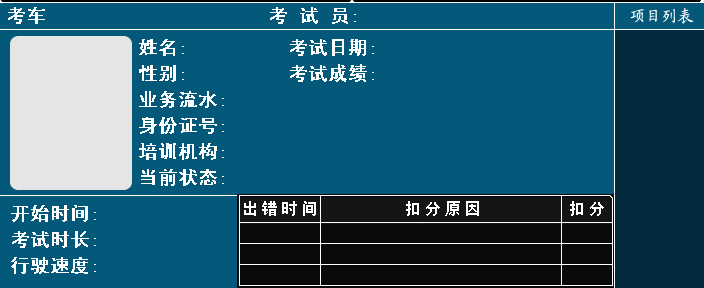 考车 考 试 员: 项目列表
姓名: 考试日期:
性别: 考试成绩:
业务流水:
身份证号:
培训机构:
当前状态:
出错时间 扣分原因 扣分
开始时间:
考试时长:
行驶速度: